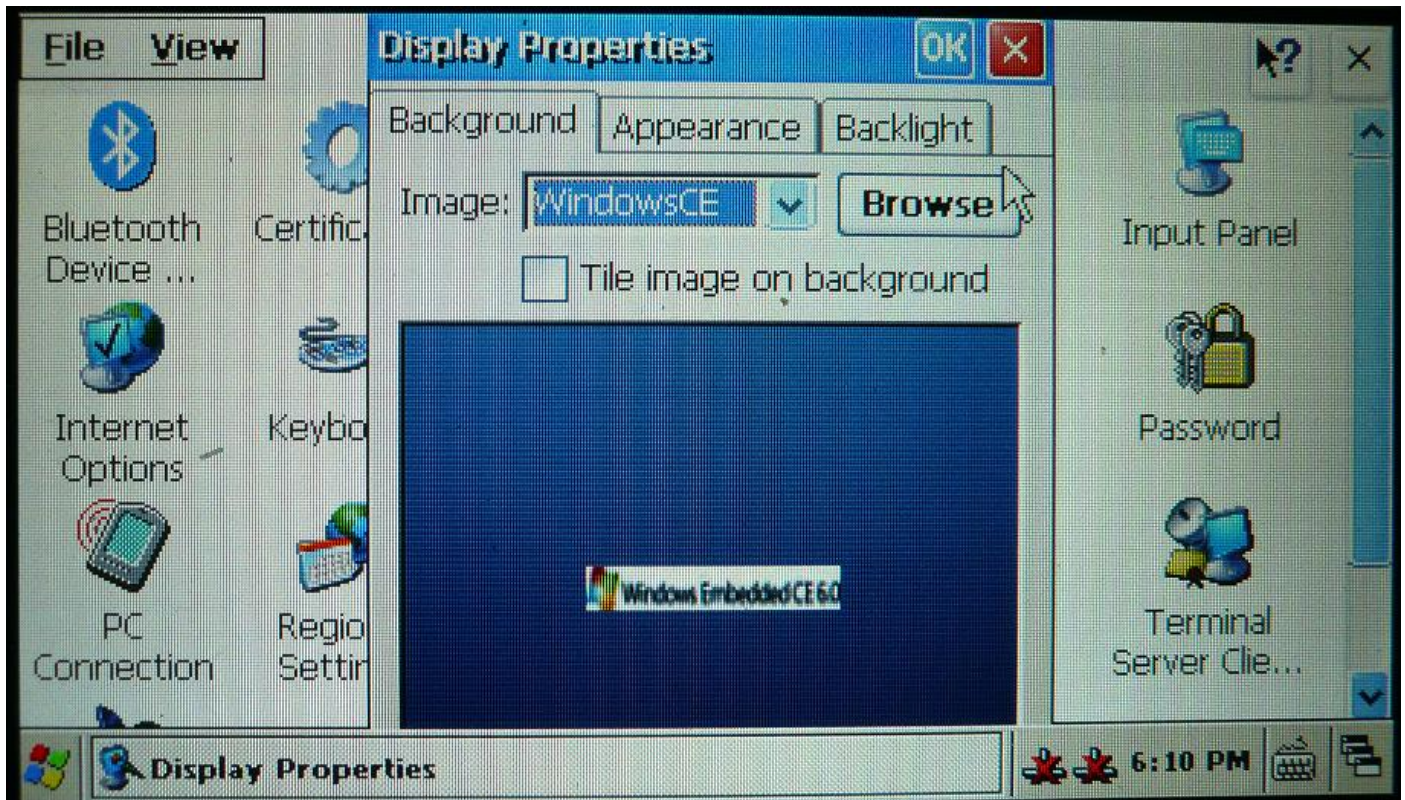 File View
Display Properties OK
?
Background Appearance Backlight
Image: WindowsCE Browse
Tile image on background
Bluetooth
Device ...
Certific
Input Panel
Internet
Options
Keybo
Password
Windows Embedded CE 6.0
PC
Connection
Regio
Settin
Terminal
Server Clie...
Display Properties
6:10 PM